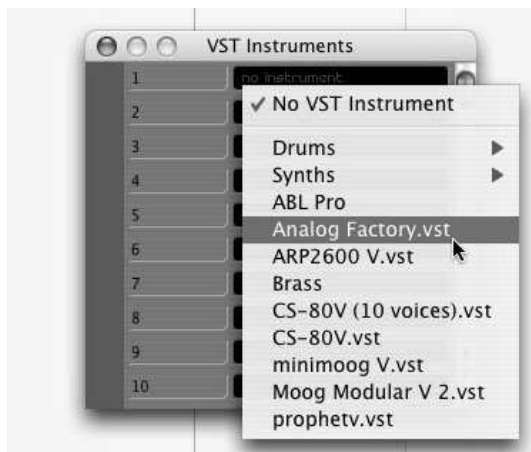 VST Instruments
1
no instrument
2
3
4
5
6
7
8
9
10
✓ No VST Instrument
Drums
Synths
ABL Pro
Analog Factory.vst
ARP2600 V.vst
Brass
CS-80V (10 voices).vst
CS-80V.vst
minimoog V.vst
Moog Modular V 2.vst
prophetv.vst